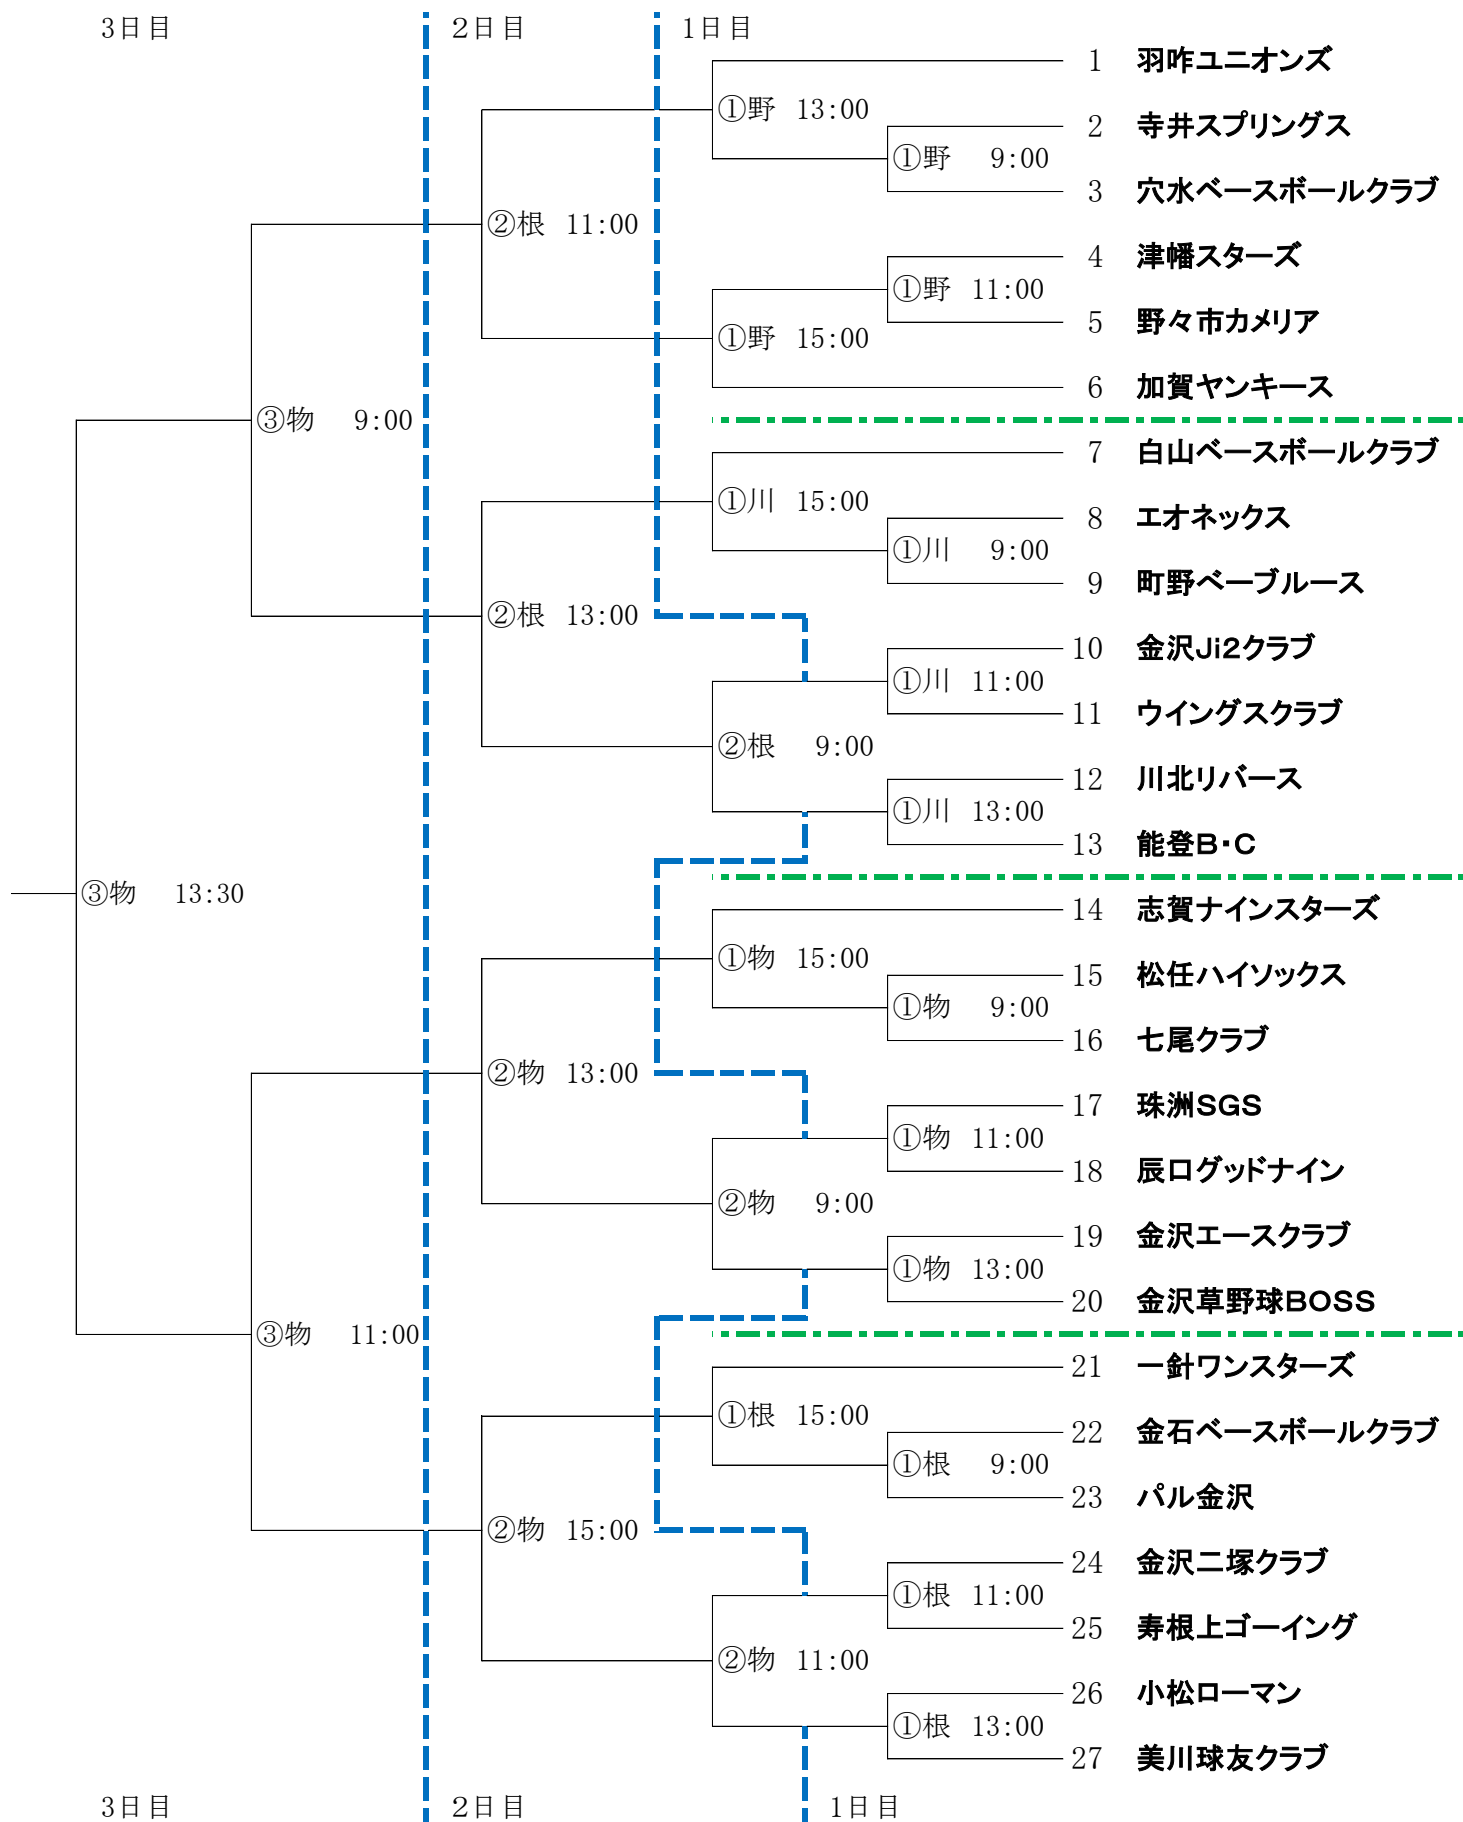 3日目 2日目 1日目
1 羽咋ユニオンズ
①野 13:00
2 寺井スプリングス
①野 9:00
3 穴水ベースボールクラブ
②根 11:00
4 津幡スターズ
①野 11:00
5 野々市カメリア
①野 15:00
6 加賀ヤンキース
③物 9:00
7 白山ベースボールクラブ
①川 15:00
8 エオネックス
①川 9:00
9 町野ベーブルース
②根 13:00
10 金沢Ji2クラブ
①川 11:00
11 ウイングスクラブ
②根 9:00
12 川北リバース
①川 13:00
13 能登B・C
③物 13:30
14 志賀ナインスターズ
①物 15:00
15 松任ハイソックス
①物 9:00
16 七尾クラブ
②物 13:00
17 珠洲SGS
①物 11:00
18 辰口グッドナイン
②物 9:00
19 金沢エースクラブ
①物 13:00
20 金沢草野球BOSS
③物 11:00
21 一針ワンスターズ
①根 15:00
22 金石ベースボールクラブ
①根 9:00
23 パル金沢
②物 15:00
24 金沢二塚クラブ
①根 11:00
25 寿根上ゴーイング
②物 11:00
26 小松ローマン
①根 13:00
27 美川球友クラブ
3日目 2日目 1日目